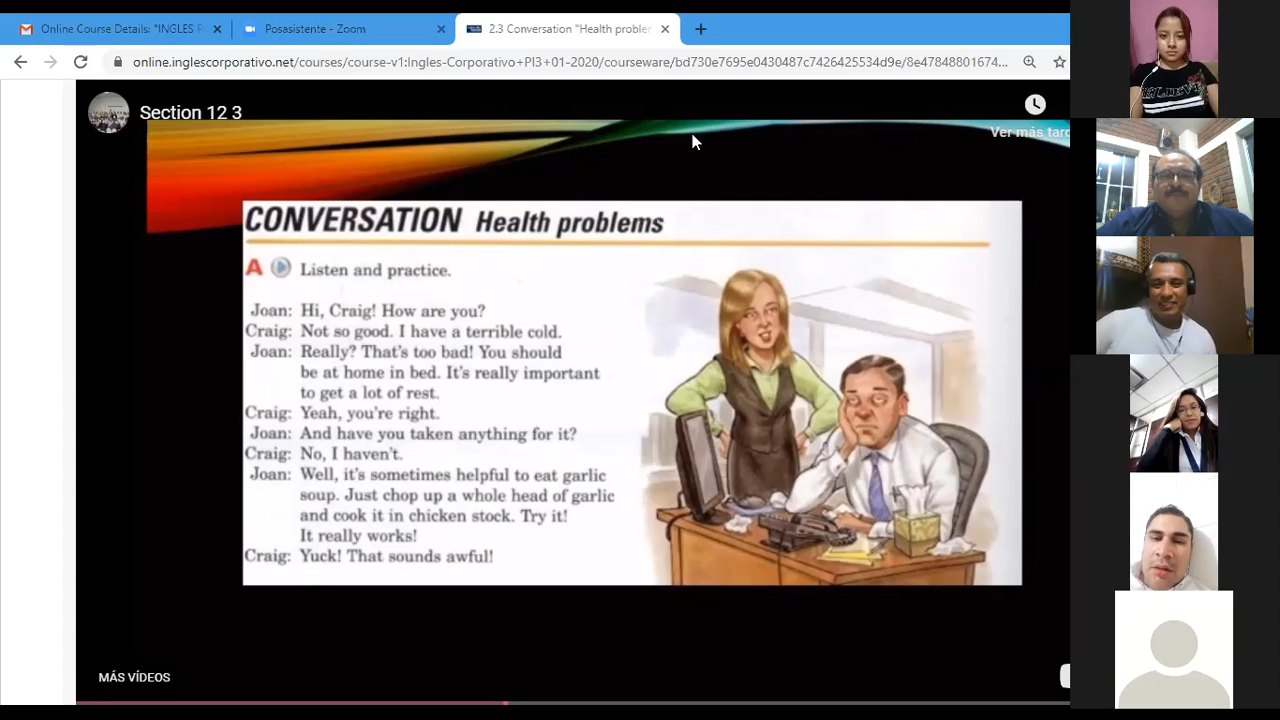 Online Course Details: "INGLES P
Posasistente - Zoom
2.3 Conversation "Health probler
online.inglescorporativo.net/courses/course-v1:Ingles-Corporativo+PI3+01-2020/courseware/bd730e769e0430487c7426425534d9e/8e47848801674...
Section 12 3
Ver más tard
CONVERSATION Health problems
A Listen and practice.
Joan: Hi, Craig! How are you?
Craig: Not so good. I have a terrible cold.
Joan: Really? That's too bad! You should
be at home in bed. It's really important
to get a lot of rest.
Craig: Yeah, you're right.
Joan: And have you taken anything for it?
Craig: No, I haven't.
Joan: Well, it's sometimes helpful to eat garlic
soup. Just chop up a whole head of garlic
and cook it in chicken stock. Try it!
It really works!
Craig: Yuck! That sounds awful!
MÁS VÍDEOS